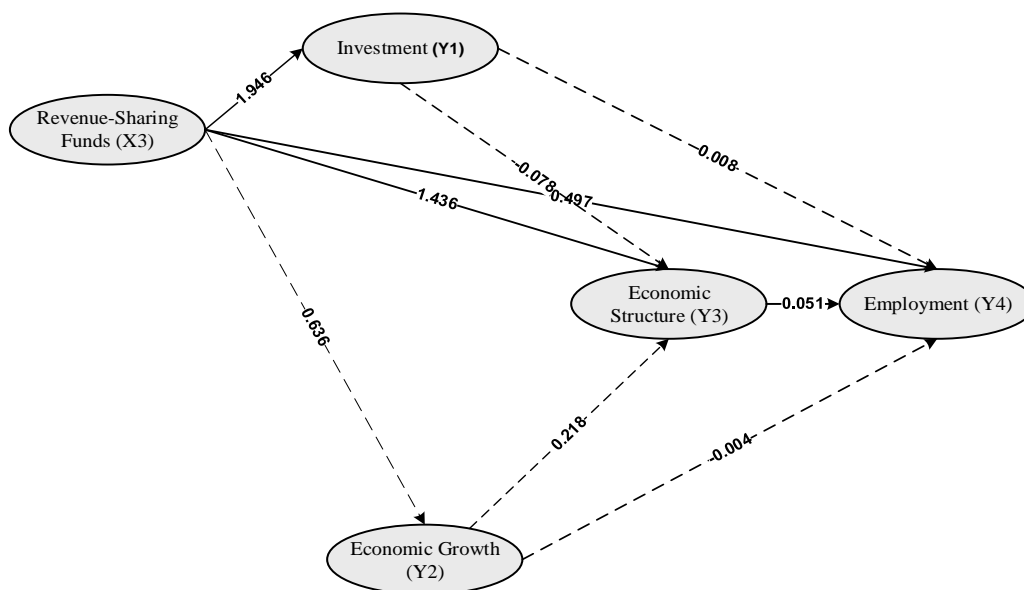 Investment (Y1)
Revenue-Sharing
Funds (X3)
1.946
0.008
-0.078
0.497
1.436
Economic
Structure (Y3)
0.051
Employment (Y4)
0.636
0.218
-0.004
Economic Growth
(Y2)